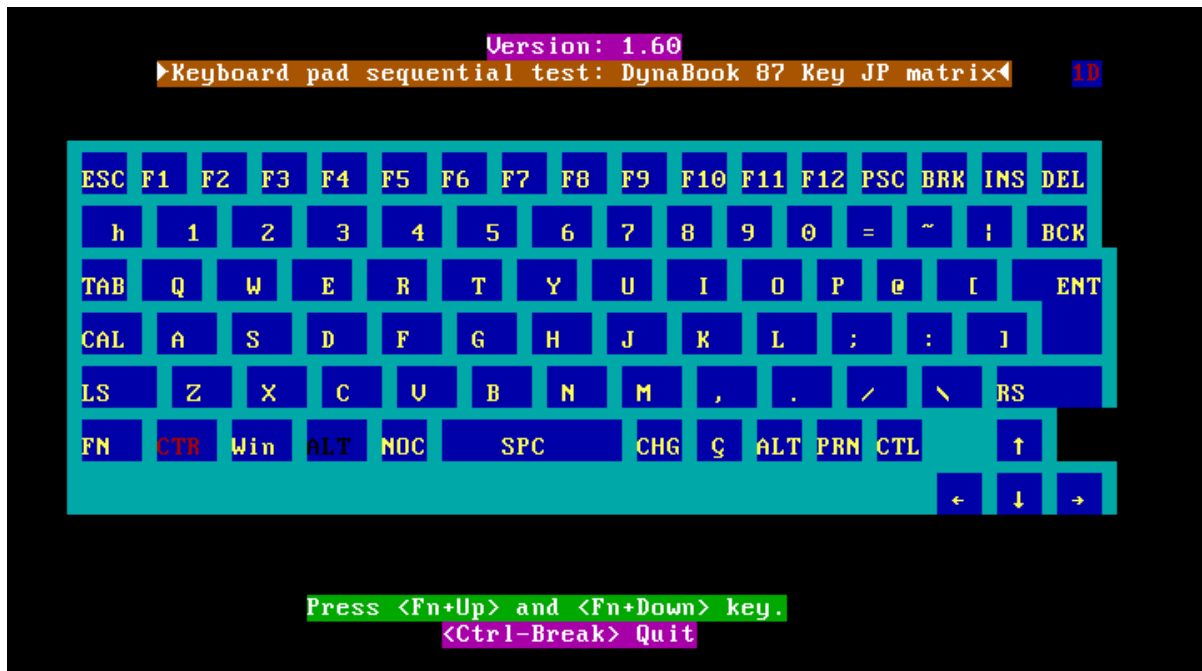 Version: 1.60
►Keyboard pad sequential test: DynaBook 87 Key JP matrix◄ 1D
ESC F1 F2 F3 F4 F5 F6 F7 F8 F9 F10 F11 F12 PSC BRK INS DEL
h 1 2 3 4 5 6 7 8 9 0 = ~ ¦ BCK
TAB Q W E R T Y U I O P @ [ ENT
CAL A S D F G H J K L ; : ]
LS Z X C V B N M , . / \ RS
FN CTR Win ALT NOC SPC CHG Ç ALT PRN CTL ↑
← ↓ →
Press <Fn+Up> and <Fn+Down> key.
<Ctrl-Break> Quit